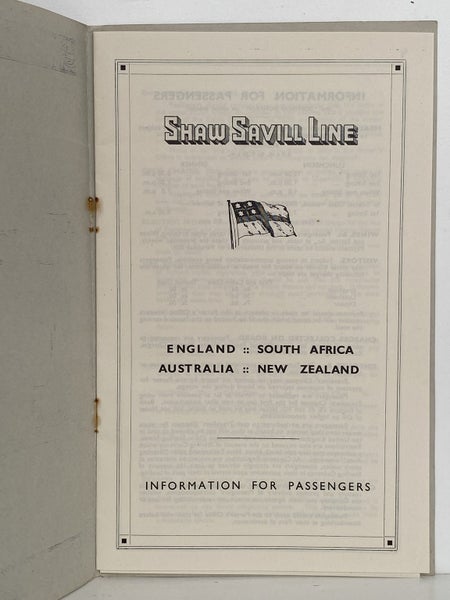 SHAW SAVILL LINE
ENGLAND :: SOUTH AFRICA
AUSTRALIA :: NEW ZEALAND
INFORMATION FOR PASSENGERS